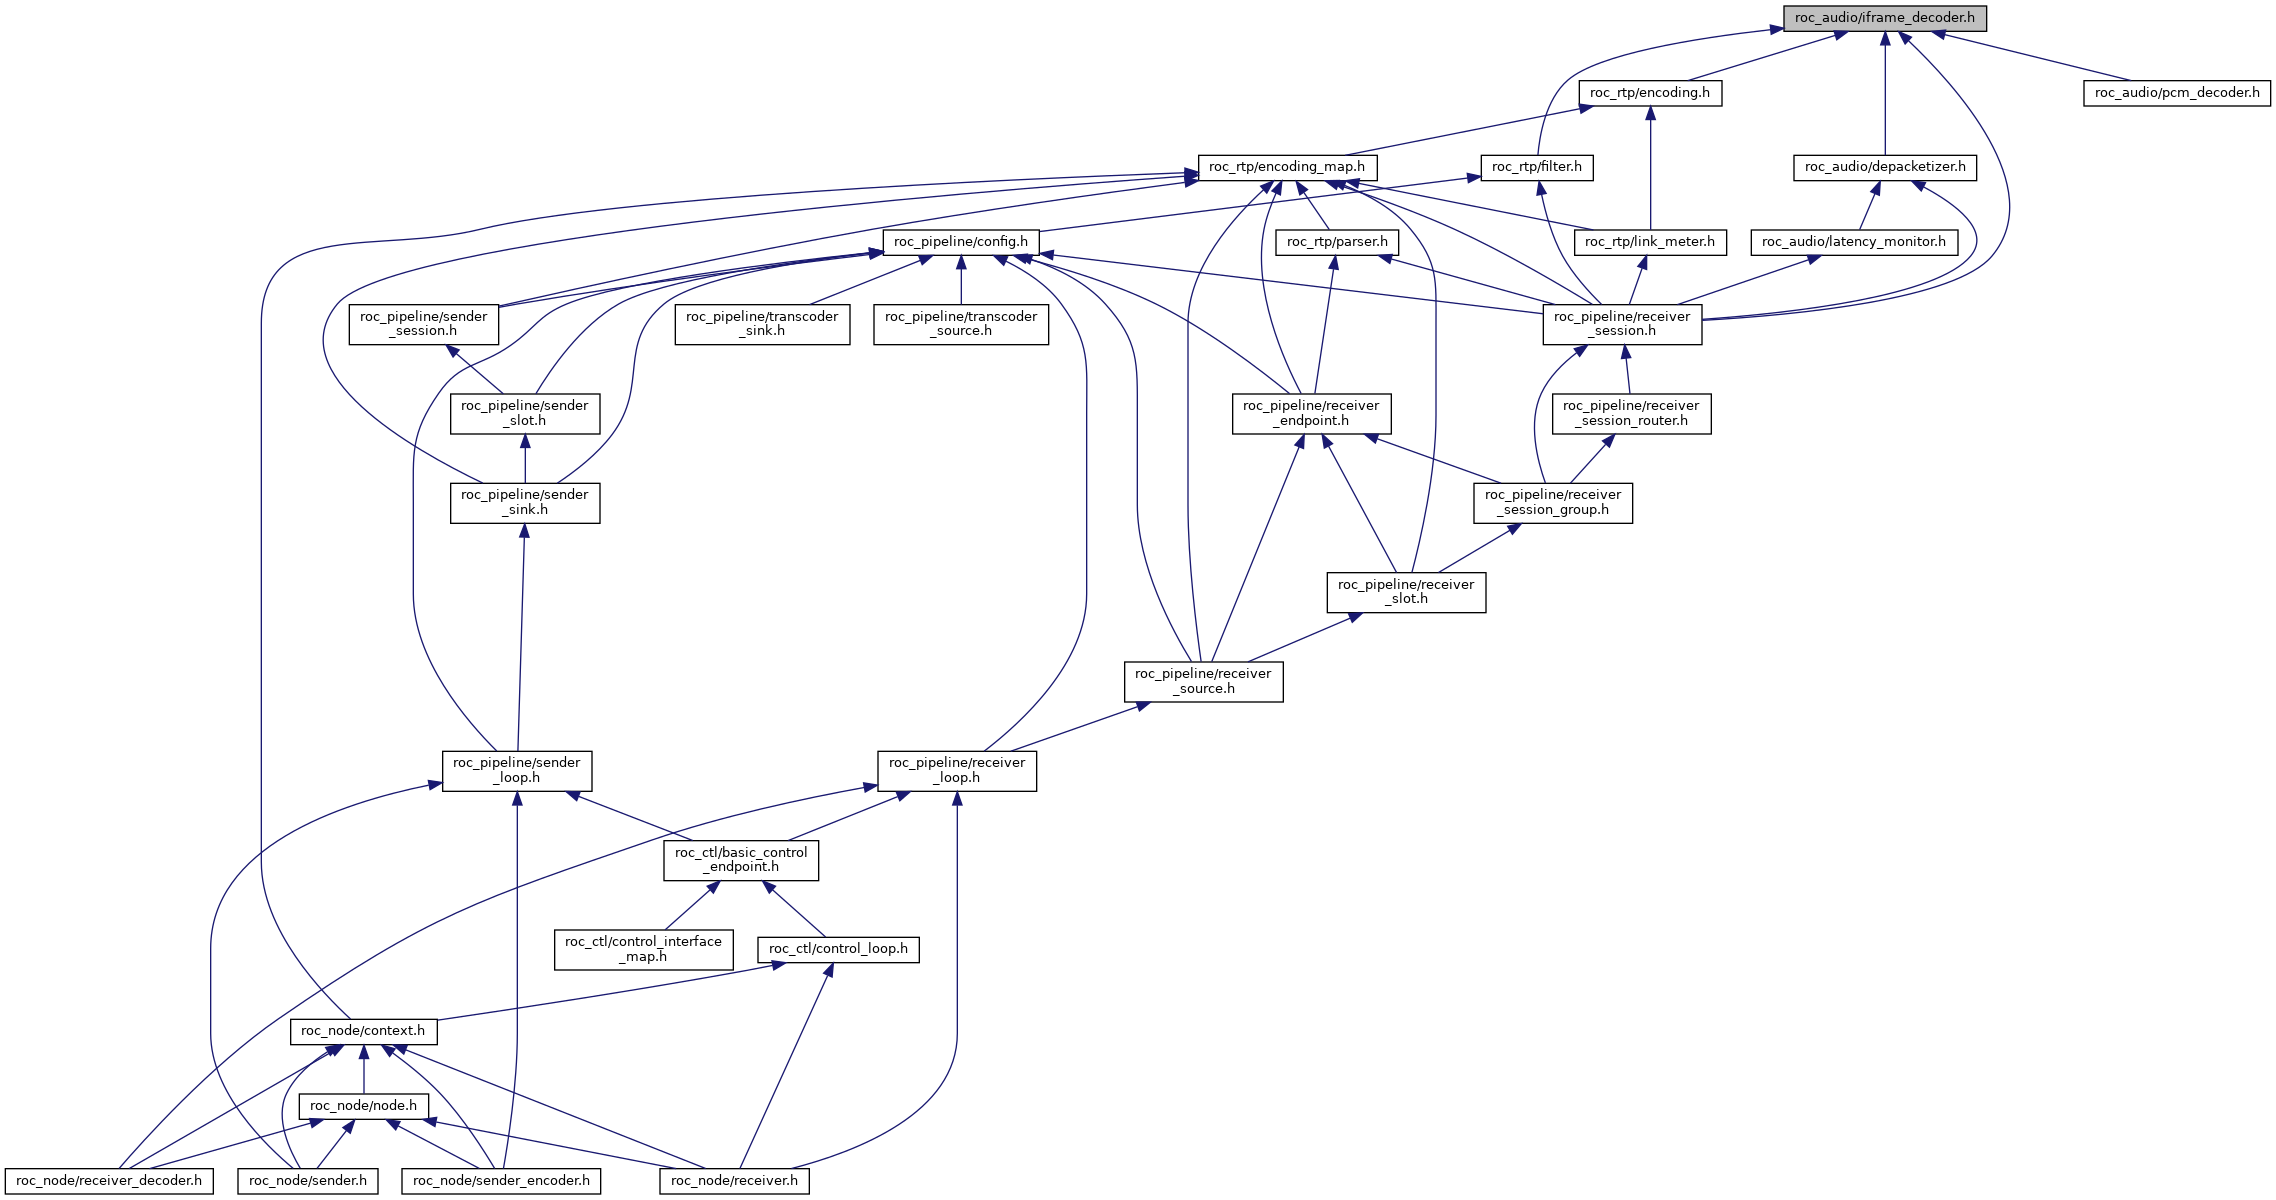 roc_audio/iframe_decoder.h
roc_rtp/encoding.h
roc_audio/pcm_decoder.h
roc_rtp/encoding_map.h
roc_rtp/filter.h
roc_audio/depacketizer.h
roc_pipeline/config.h
roc_rtp/parser.h
roc_rtp/link_meter.h
roc_audio/latency_monitor.h
roc_pipeline/sender
_session.h
roc_pipeline/transcoder
_sink.h
roc_pipeline/transcoder
_source.h
roc_pipeline/receiver
_session.h
roc_pipeline/sender
_slot.h
roc_pipeline/receiver
_endpoint.h
roc_pipeline/receiver
_session_router.h
roc_pipeline/sender
_sink.h
roc_pipeline/receiver
_session_group.h
roc_pipeline/receiver
_slot.h
roc_pipeline/receiver
_source.h
roc_pipeline/sender
_loop.h
roc_pipeline/receiver
_loop.h
roc_ctl/basic_control
_endpoint.h
roc_ctl/control_interface
_map.h
roc_ctl/control_loop.h
roc_node/context.h
roc_node/node.h
roc_node/receiver_decoder.h
roc_node/sender.h
roc_node/sender_encoder.h
roc_node/receiver.h